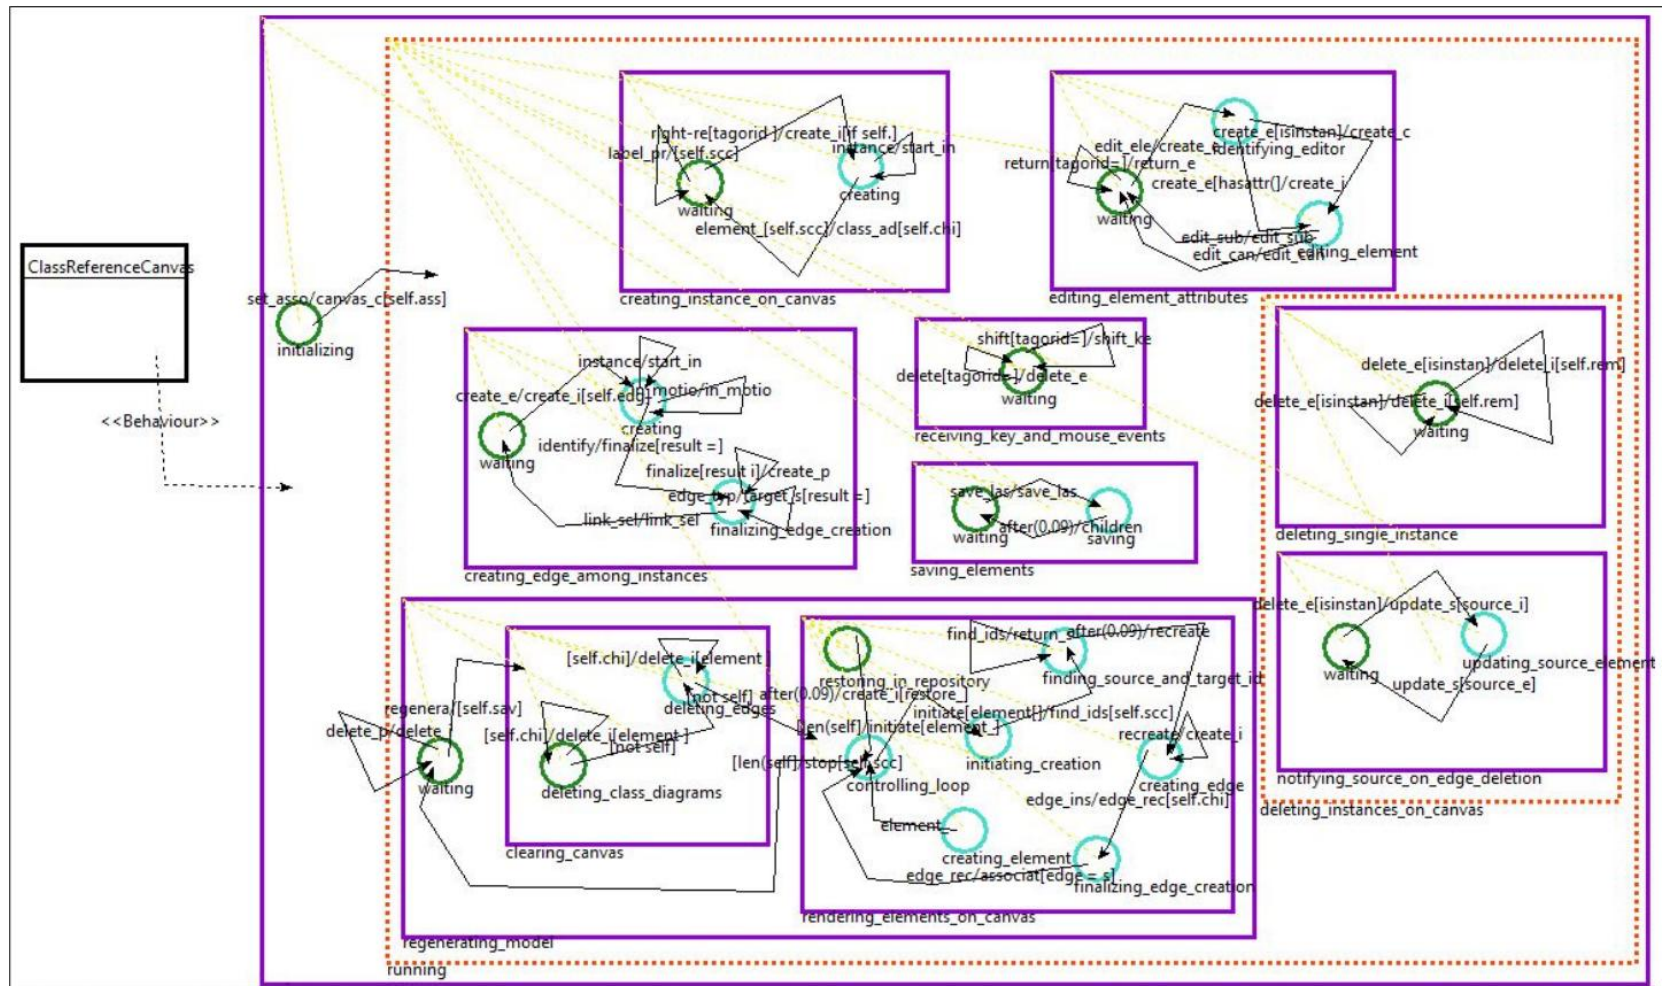 ClassReferenceCanvas
<<Behaviour>>
set_asso/canvas_c[self.ass]
initializing
right-re[tagorid ]/create_i[if self.]
label_pr/[self.scc]
instance/start_in
waiting
creating
element_[self.scc]/class_ad[self.chi]
creating_instance_on_canvas
create_e[isinstan]/create_c
edit_ele/create_e
identifying_editor
return[tagorid=]/return_e
create_e[hasattr(]/create_i
waiting
edit_sub/edit_sub
edit_can/edit_can
editing_element
editing_element_attributes
instance/start_in
in_motio/in_motio
create_e/create_i[self.edg
creating
identify/finalize[result =]
waiting
finalize[result i]/create_p
edge_typ/target_s[result =]
link_sel/link_sel
finalizing_edge_creation
creating_edge_among_instances
shift[tagorid=]/shift_ke
delete[tagorid=]/delete_e
waiting
receiving_key_and_mouse_events
save_las/save_las
after(0.09)/children
waiting
saving
saving_elements
delete_e[isinstan]/delete_i[self.rem]
delete_e[isinstan]/delete_i[self.rem]
waiting
deleting_single_instance
delete_e[isinstan]/update_s[source_i]
updating_source_element
waiting
update_s[source_e]
notifying_source_on_edge_deletion
deleting_instances_on_canvas
[self.chi]/delete_i[element ]
[not self]
deleting_edges
after(0.09)/create_i[restore_]
regenera/[self.sav]
delete_p/delete_i
[self.chi]/delete_i[element ]
[not self]
waiting
deleting_class_diagrams
clearing_canvas
find_ids/return_s
after(0.09)/recreate
restoring_in_repository
finding_source_and_target_id
initiate[element[]/find_ids[self.scc]
[len(self]/initiate[element_]
recreate/create_i
[len(self]/stop[self.scc]
initiating_creation
controlling_loop
creating_edge
edge_ins/edge_rec[self.chi]
element_
creating_element
edge_rec/associat[edge = s]
finalizing_edge_creation
rendering_elements_on_canvas
regenerating_model
running